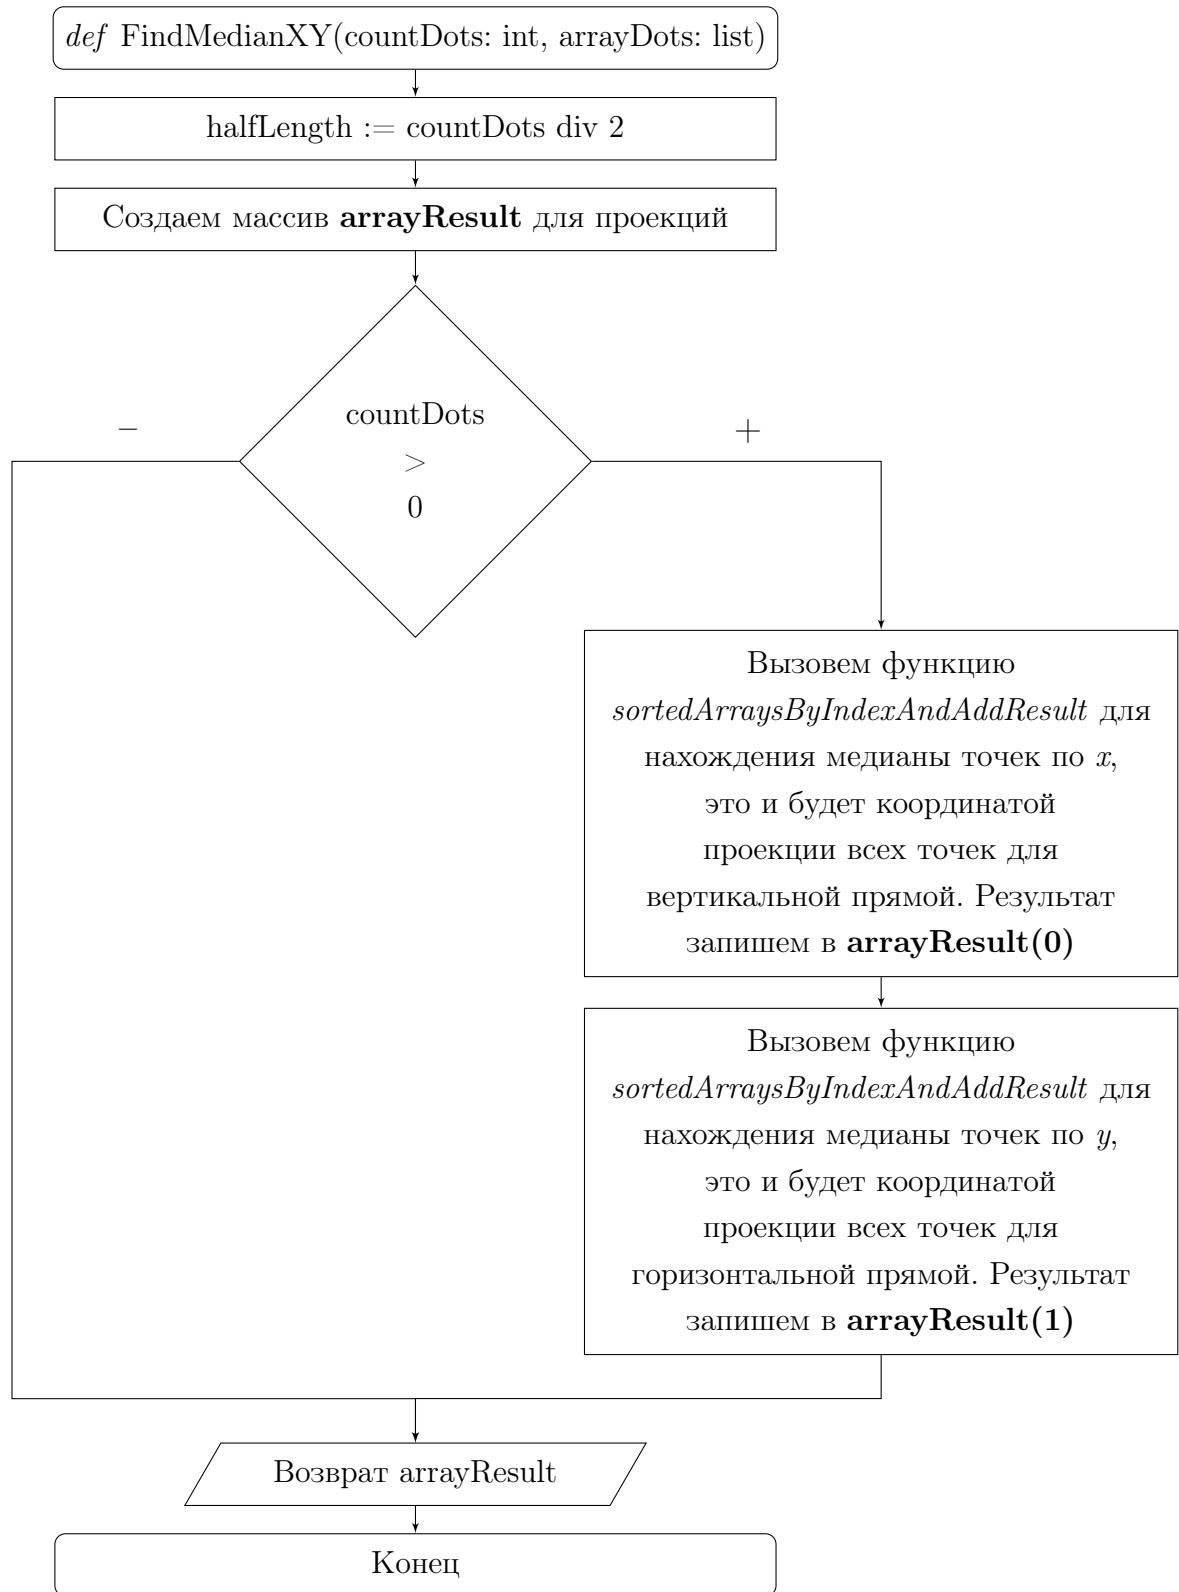 def FindMedianXY(countDots: int, arrayDots: list)
halfLength := countDots div 2
Создаем массив arrayResult для проекций
countDots
>
0
–
+
Вызовем функцию
sortedArraysByIndexAndAddResult для
нахождения медианы точек по x,
это и будет координатой
проекции всех точек для
вертикальной прямой. Результат
запишем в arrayResult(0)
Вызовем функцию
sortedArraysByIndexAndAddResult для
нахождения медианы точек по y,
это и будет координатой
проекции всех точек для
горизонтальной прямой. Результат
запишем в arrayResult(1)
Возврат arrayResult
Конец